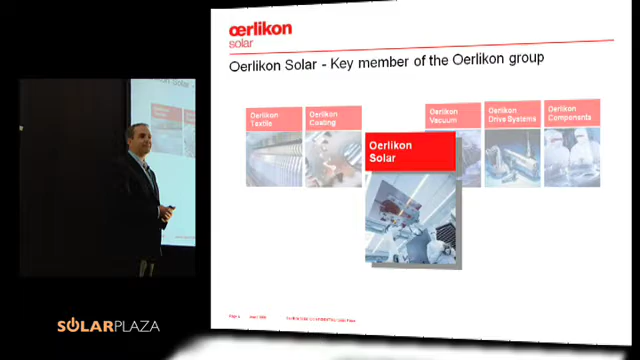 œrlikon
solar
Oerlikon Solar - Key member of the Oerlikon group
Oerlikon
Textile
Oerlikon
Coating
Oerlikon
Solar
Oerlikon
Vacuum
Oerlikon
Drive Systems
Oerlikon
Components
SOLARPLAZA